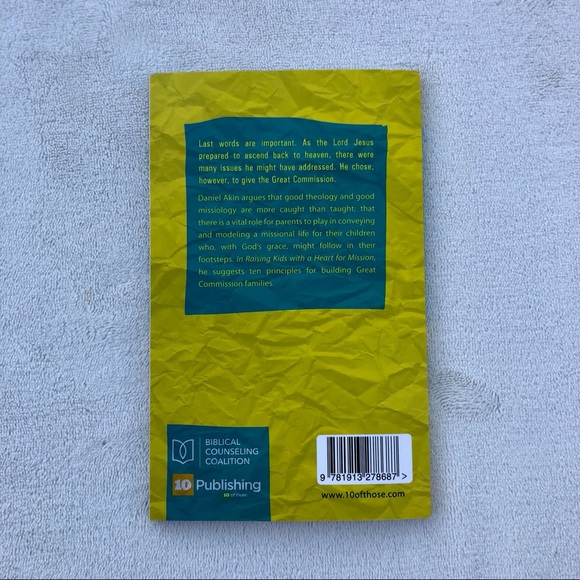 Last words are important. As the Lord Jesus
prepared to ascend back to heaven, there were
many issues he might have addressed. He chose,
however, to give the Great Commission.
Daniel Akin argues that good theology and good
missiology are more caught than taught: that
there is a vital role for parents to play in conveying
and modeling a missional life for their children
who, with God's grace, might follow in their
footsteps. In Raising Kids with a Heart for Mission,
he suggests ten principles for building Great
Commission families.
BIBLICAL
COUNSELING
COALITION
10 Publishing
10 of those
9 781913 278687 >
www.10ofthose.com